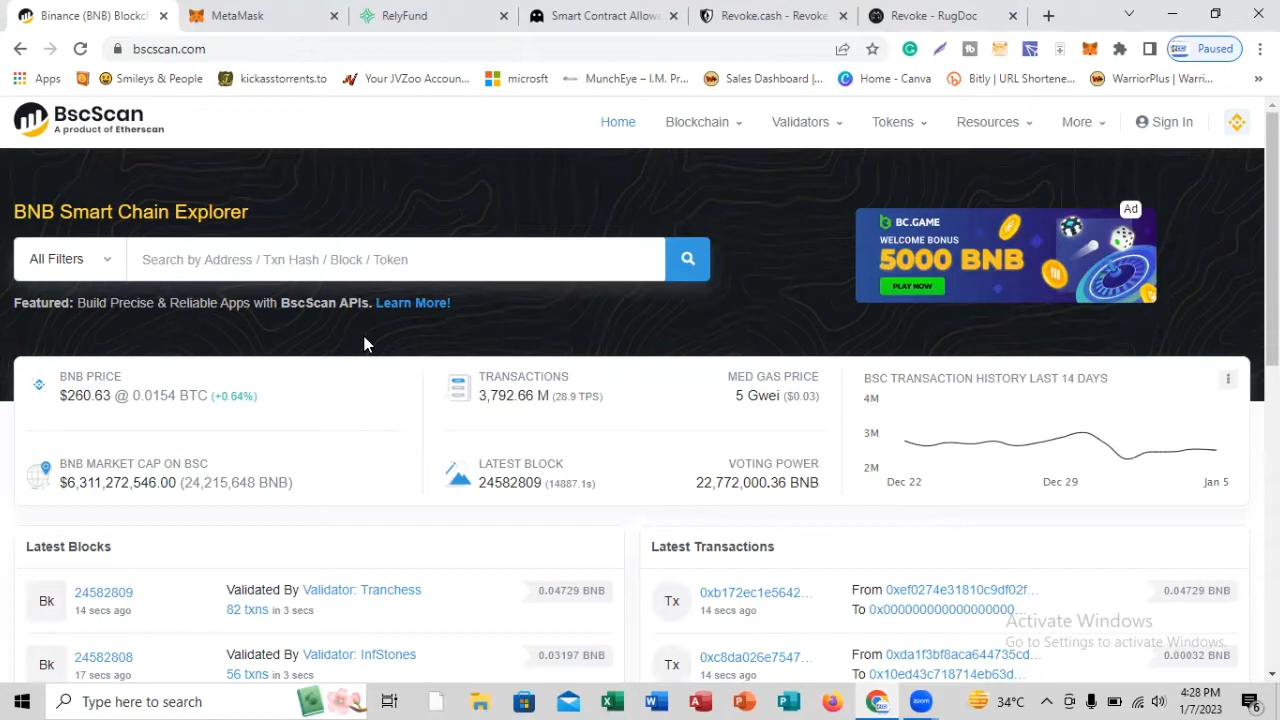 Binance (BNB) Blockch
MetaMask
RelyFund
Smart Contract Allowa
Revoke.cash - Revoke
Revoke - RugDoc
bscscan.com
Paused
Apps
Smileys & People
kickasstorrents.to
Your JVZoo Accoun...
microsft
MunchEye – I.M. Pr...
Sales Dashboard |...
Home - Canva
Bitly | URL Shortene...
WarriorPlus | Warri...
BscScan
A product of Etherscan
Home
Blockchain
Validators
Tokens
Resources
More
Sign In
BNB Smart Chain Explorer
All Filters
Search by Address / Txn Hash / Block / Token
Featured: Build Precise & Reliable Apps with BscScan APIs. Learn More!
Ad
BC.GAME
WELCOME BONUS
5000 BNB
PLAY NOW
BNB PRICE
$260.63 @ 0.0154 BTC (+0.64%)
BNB MARKET CAP ON BSC
$6,311,272,546.00 (24,215,648 BNB)
TRANSACTIONS
3,792.66 M (28.9 TPS)
MED GAS PRICE
5 Gwei ($0.03)
LATEST BLOCK
24582809 (14887.1s)
VOTING POWER
22,772,000.36 BNB
BSC TRANSACTION HISTORY LAST 14 DAYS
4M
3M
2M
Dec 22
Dec 29
Jan 5
Latest Blocks
Bk
24582809
14 secs ago
Validated By Validator: Tranchess
82 txns in 3 secs
0.04729 BNB
Bk
24582808
17 secs ago
Validated By Validator: InfStones
56 txns in 3 secs
0.03197 BNB
Latest Transactions
Tx
0xb172ec1e5642...
14 secs ago
From 0xef0274e31810c9df02f...
To 0x000000000000000000...
0.04729 BNB
Tx
0xc8da026e7547...
14 secs ago
From 0xda1f3bf8aca644735cd...
To 0x10ed43c718714eb63d...
0.00032 BNB
Activate Windows
Go to Settings to activate Windows.
Type here to search
zoom
34°C
4:28 PM
1/7/2023
6